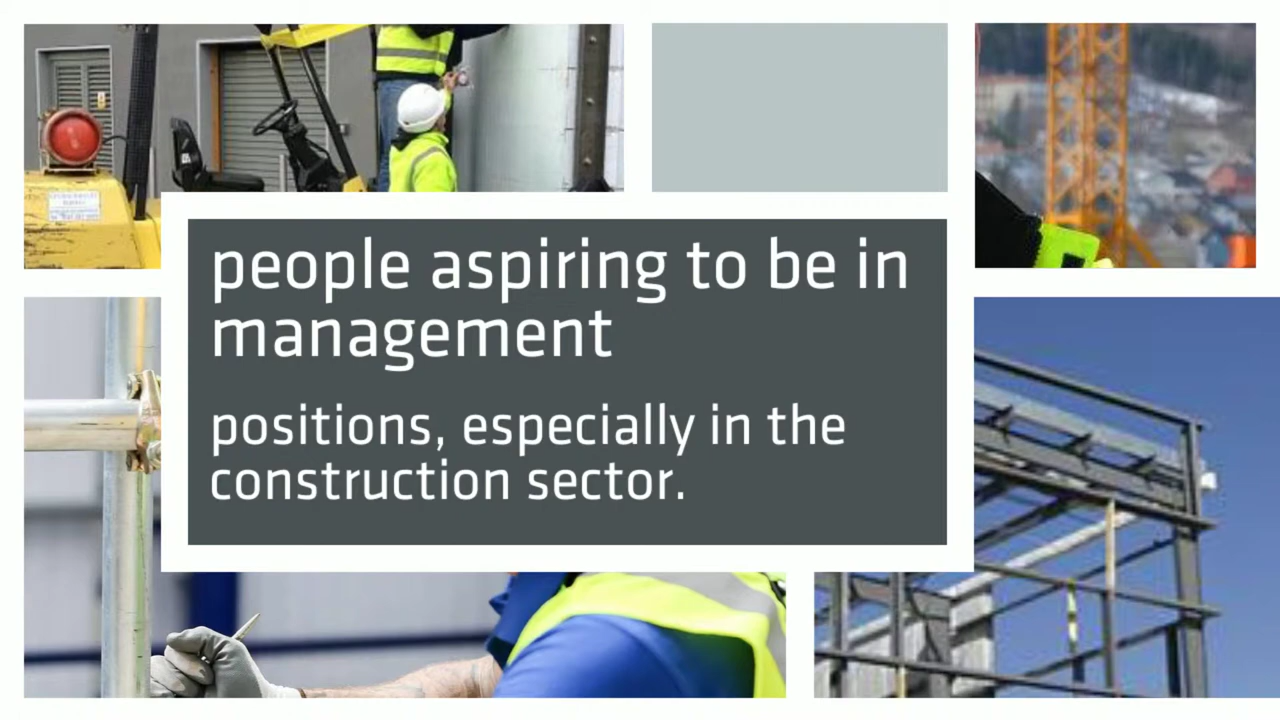 people aspiring to be in
management
positions, especially in the
construction sector.